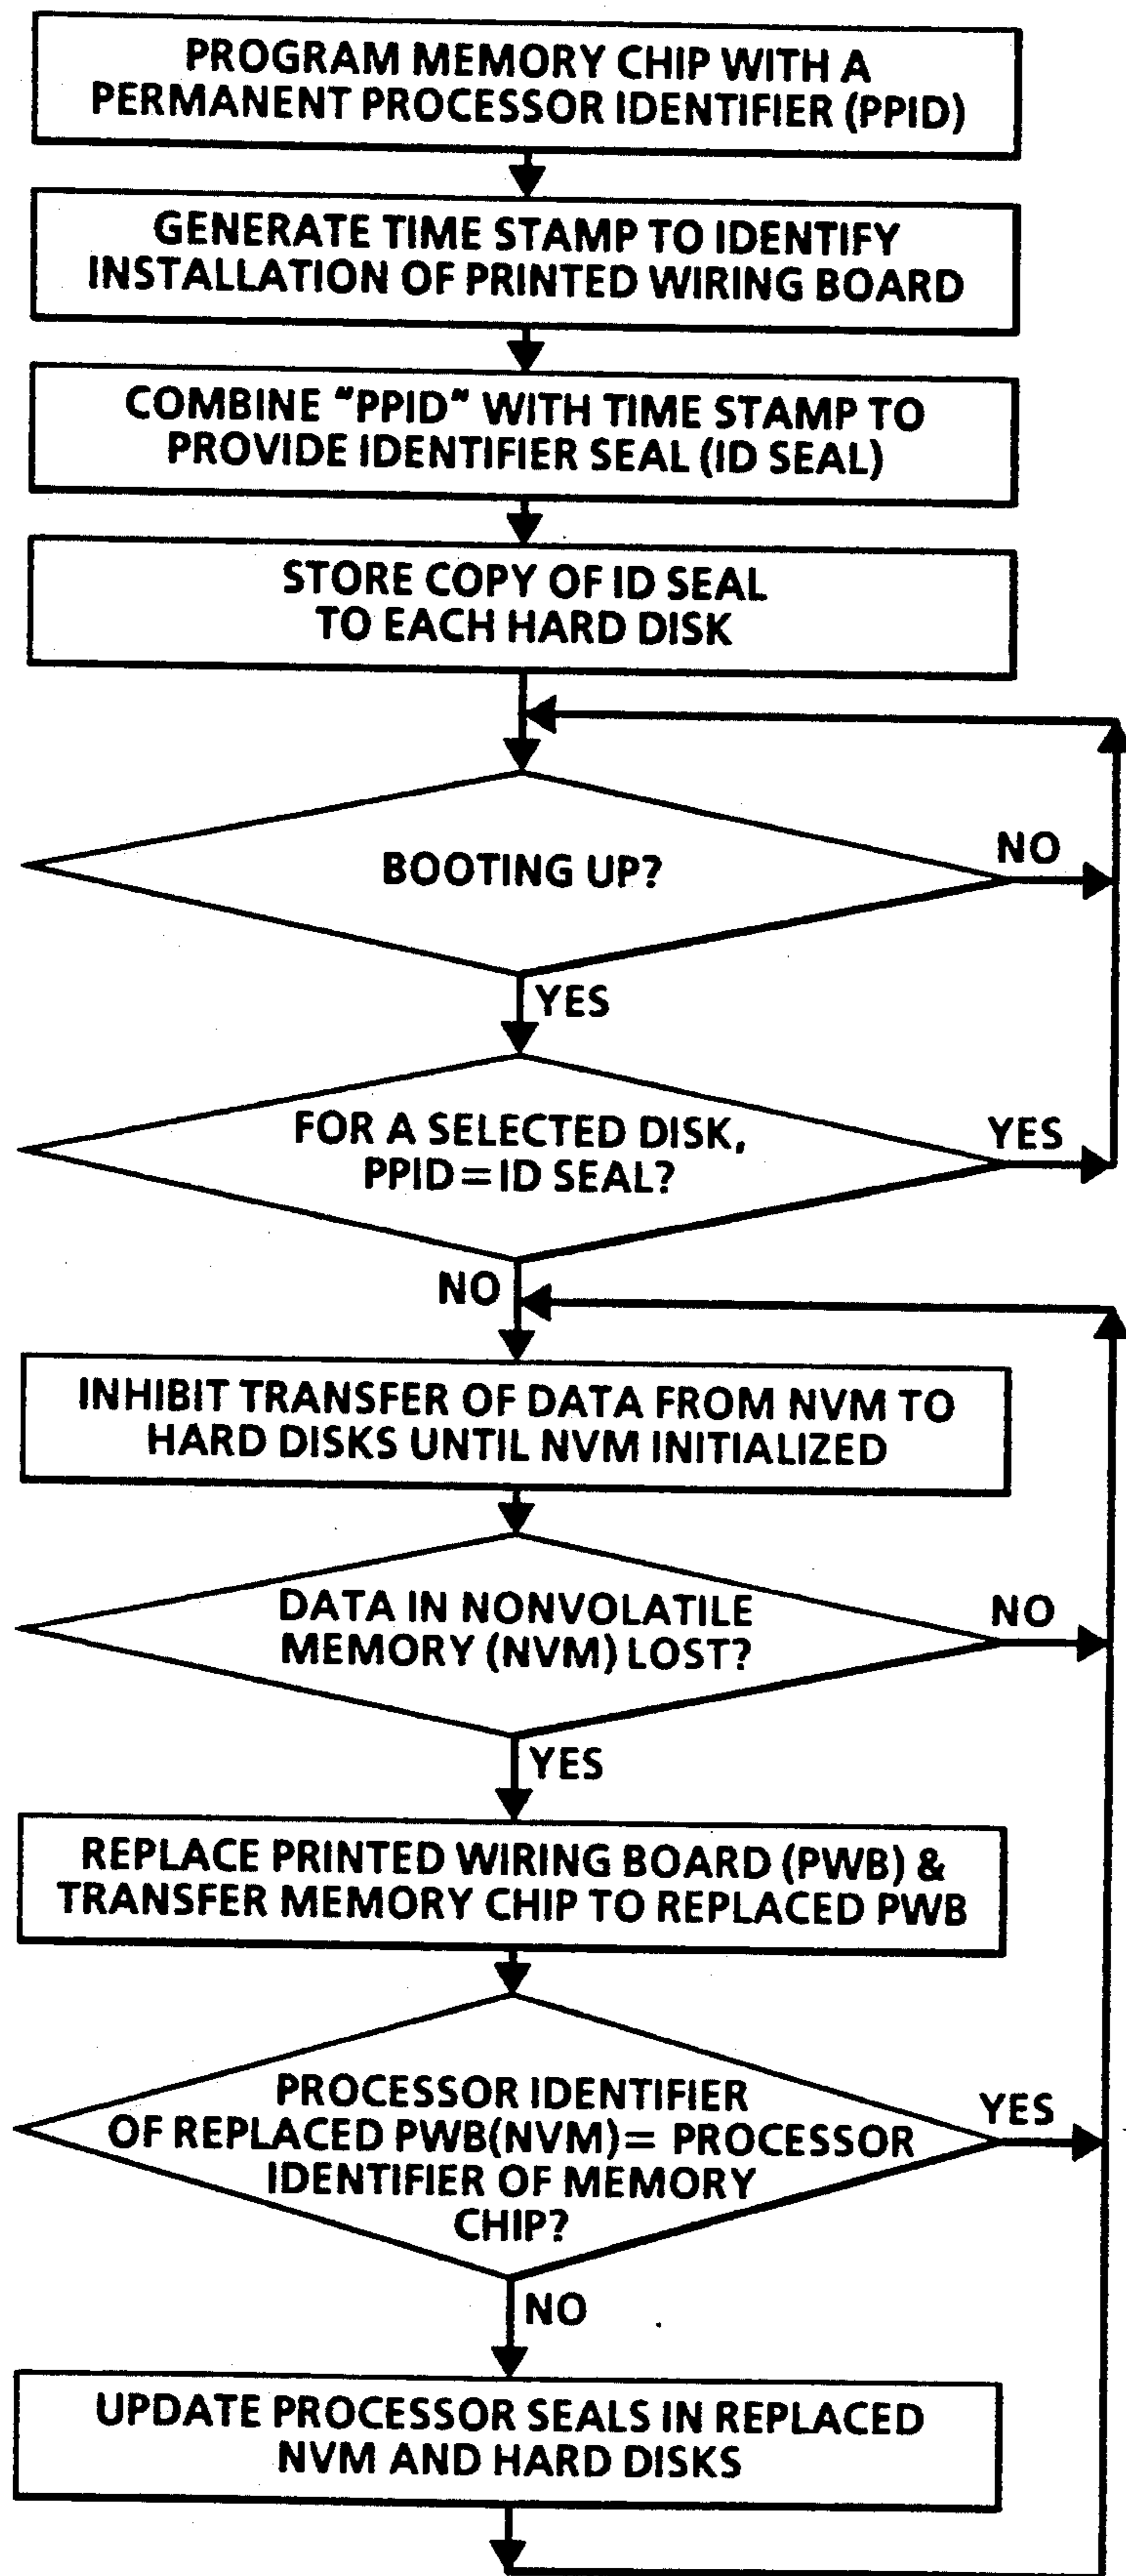 PROGRAM MEMORY CHIP WITH A
PERMANENT PROCESSOR IDENTIFIER (PPID)
GENERATE TIME STAMP TO IDENTIFY
INSTALLATION OF PRINTED WIRING BOARD
COMBINE "PPID" WITH TIME STAMP TO
PROVIDE IDENTIFIER SEAL (ID SEAL)
STORE COPY OF ID SEAL
TO EACH HARD DISK
BOOTING UP?
NO
YES
FOR A SELECTED DISK,
PPID=ID SEAL?
YES
NO
INHIBIT TRANSFER OF DATA FROM NVM TO
HARD DISKS UNTIL NVM INITIALIZED
DATA IN NONVOLATILE
MEMORY (NVM) LOST?
NO
YES
REPLACE PRINTED WIRING BOARD (PWB) &
TRANSFER MEMORY CHIP TO REPLACED PWB
PROCESSOR IDENTIFIER
OF REPLACED PWB(NVM)= PROCESSOR
IDENTIFIER OF MEMORY
CHIP?
YES
NO
UPDATE PROCESSOR SEALS IN REPLACED
NVM AND HARD DISKS